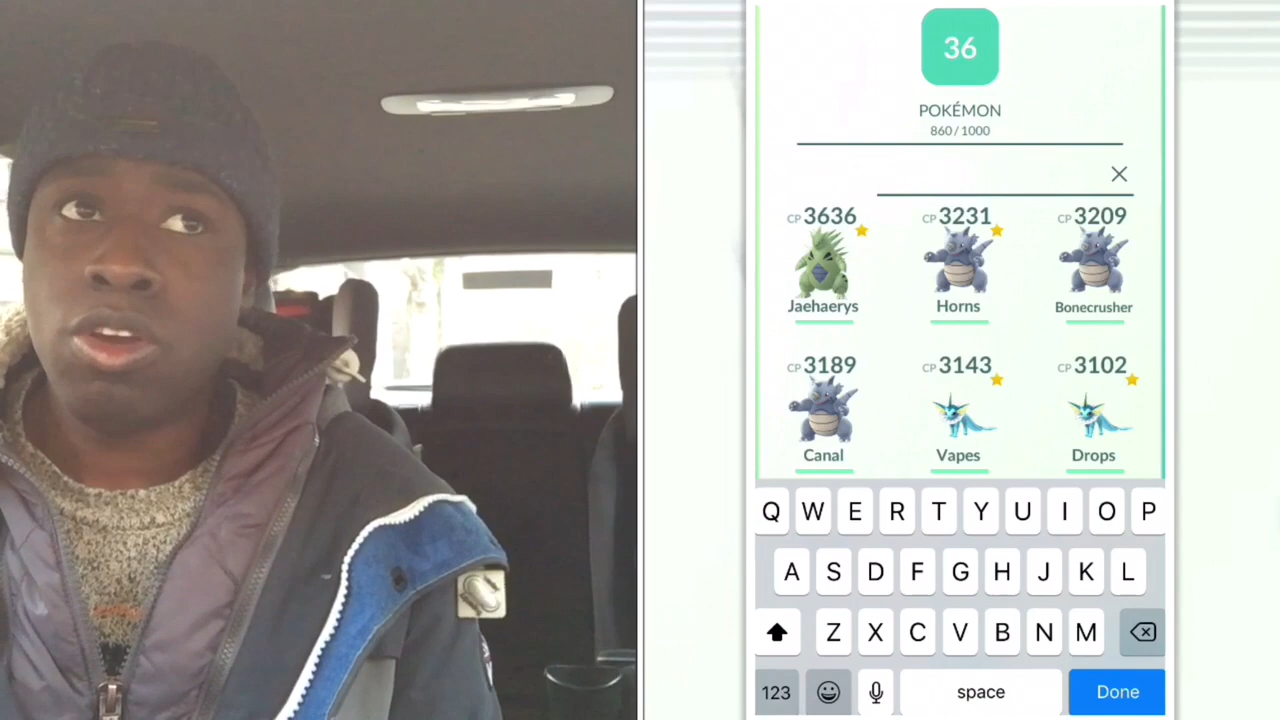 36
POKÉMON
860 / 1000
CP 3636 CP 3231 CP 3209
Jaehaerys Horns Bonecrusher
CP 3189 CP 3143 CP 3102
Canal Vapes Drops
Q W E R T Y U I O P
A S D F G H J K L
Z X C V B N M
123 space Done